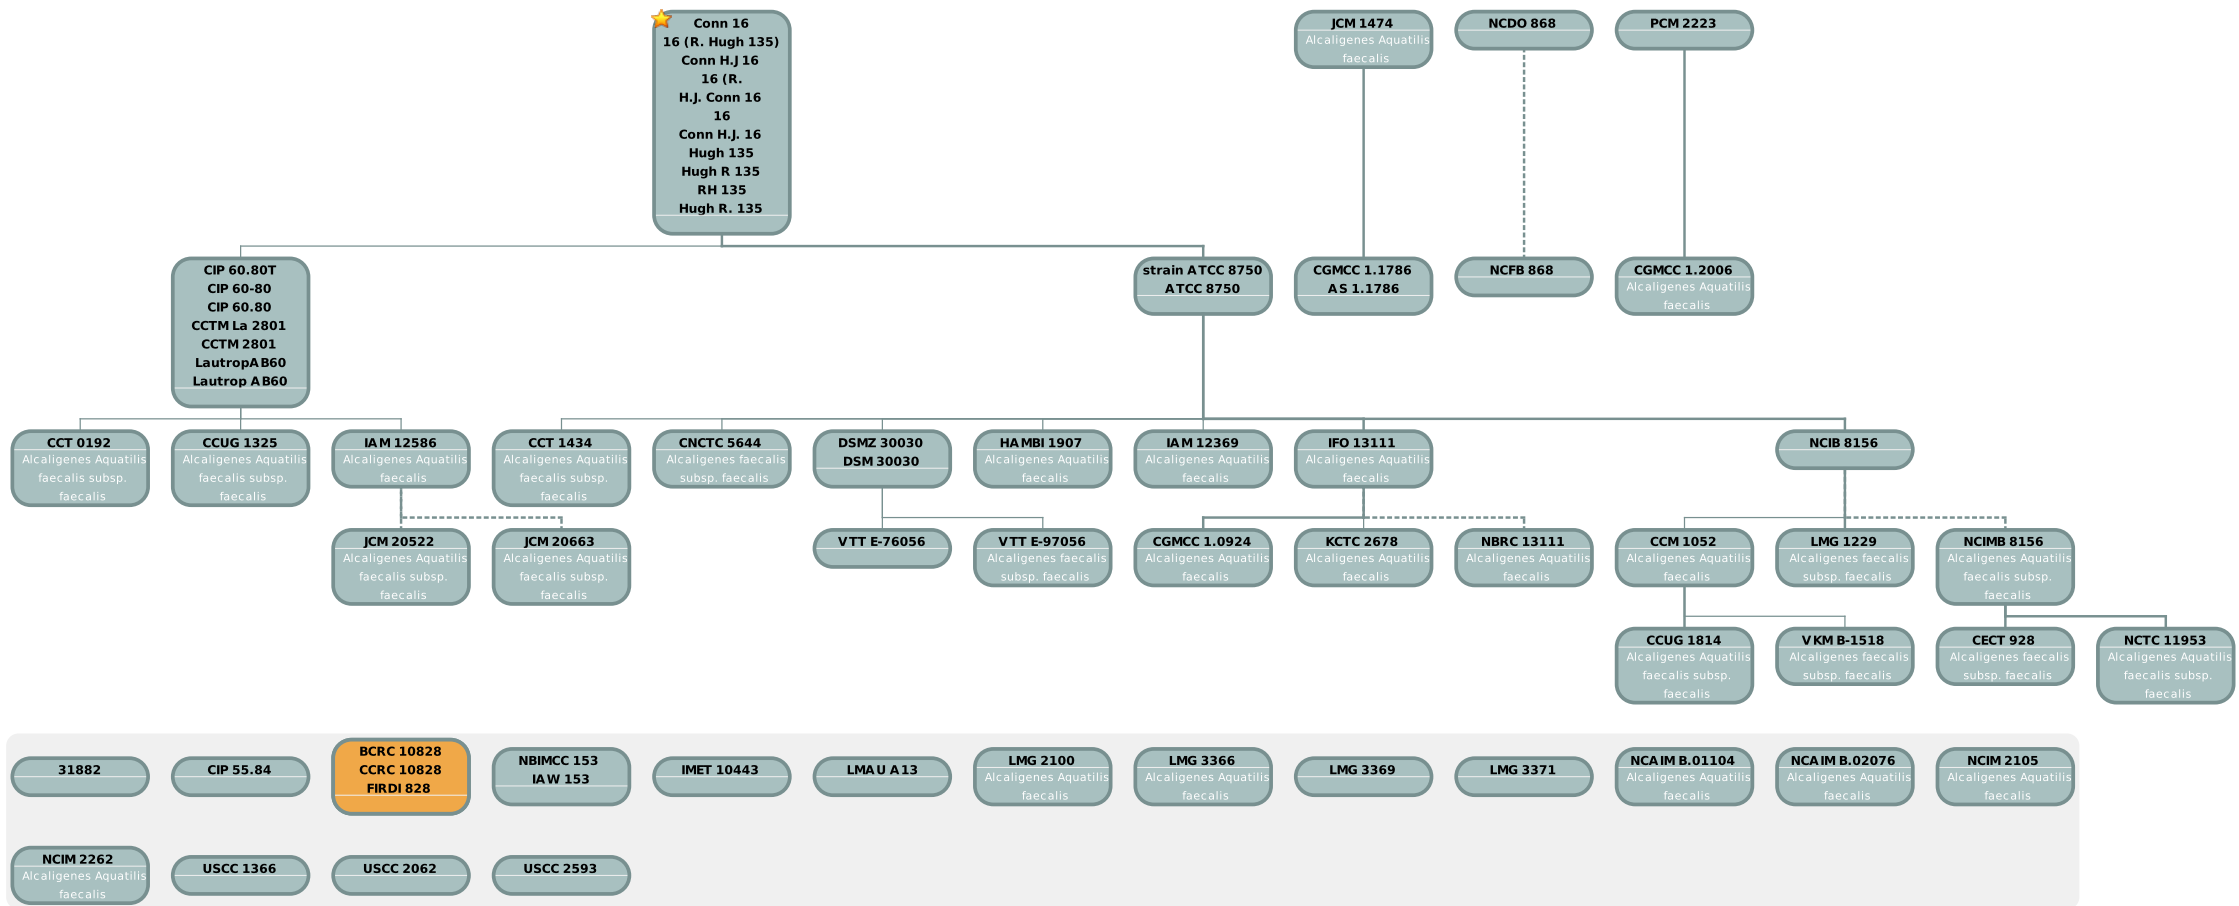 Conn 16
16 (R. Hugh 135)
Conn H.J 16
16 (R.
H.J. Conn 16
16
Conn H.J. 16
Hugh 135
Hugh R 135
RH 135
Hugh R. 135
JCM 1474
Alcaligenes Aquatilis
faecalis
NCDO 868
PCM 2223
CIP 60.80T
CIP 60-80
CIP 60.80
CCTM La 2801
CCTM 2801
LautropAB60
Lautrop AB60
strain ATCC 8750
ATCC 8750
CGMCC 1.1786
AS 1.1786
NCFB 868
CGMCC 1.2006
Alcaligenes Aquatilis
faecalis
CCT 0192
Alcaligenes Aquatilis
faecalis subsp.
faecalis
CCUG 1325
Alcaligenes Aquatilis
faecalis subsp.
faecalis
IAM 12586
Alcaligenes Aquatilis
faecalis
CCT 1434
Alcaligenes Aquatilis
faecalis subsp.
faecalis
CNCTC 5644
Alcaligenes faecalis
subsp. faecalis
DSMZ 30030
DSM 30030
HAMBI 1907
Alcaligenes Aquatilis
faecalis
IAM 12369
Alcaligenes Aquatilis
faecalis
IFO 13111
Alcaligenes Aquatilis
faecalis
NCIB 8156
JCM 20522
Alcaligenes Aquatilis
faecalis subsp.
faecalis
JCM 20663
Alcaligenes Aquatilis
faecalis subsp.
faecalis
VTT E-76056
VTT E-97056
Alcaligenes faecalis
subsp. faecalis
CGMCC 1.0924
Alcaligenes Aquatilis
faecalis
KCTC 2678
Alcaligenes Aquatilis
faecalis
NBRC 13111
Alcaligenes Aquatilis
faecalis
CCM 1052
Alcaligenes Aquatilis
faecalis
LMG 1229
Alcaligenes faecalis
subsp. faecalis
NCIMB 8156
Alcaligenes Aquatilis
faecalis subsp.
faecalis
CCUG 1814
Alcaligenes Aquatilis
faecalis subsp.
faecalis
VKM B-1518
Alcaligenes faecalis
subsp. faecalis
CECT 928
Alcaligenes faecalis
subsp. faecalis
NCTC 11953
Alcaligenes Aquatilis
faecalis subsp.
faecalis
31882
CIP 55.84
BCRC 10828
CCRC 10828
FIRDI 828
NBIMCC 153
IAW 153
IMET 10443
LMAU A13
LMG 2100
Alcaligenes Aquatilis
faecalis
LMG 3366
Alcaligenes Aquatilis
faecalis
LMG 3369
LMG 3371
NCAIM B.01104
Alcaligenes Aquatilis
faecalis
NCAIM B.02076
Alcaligenes Aquatilis
faecalis
NCIM 2105
Alcaligenes Aquatilis
faecalis
NCIM 2262
Alcaligenes Aquatilis
faecalis
USCC 1366
USCC 2062
USCC 2593